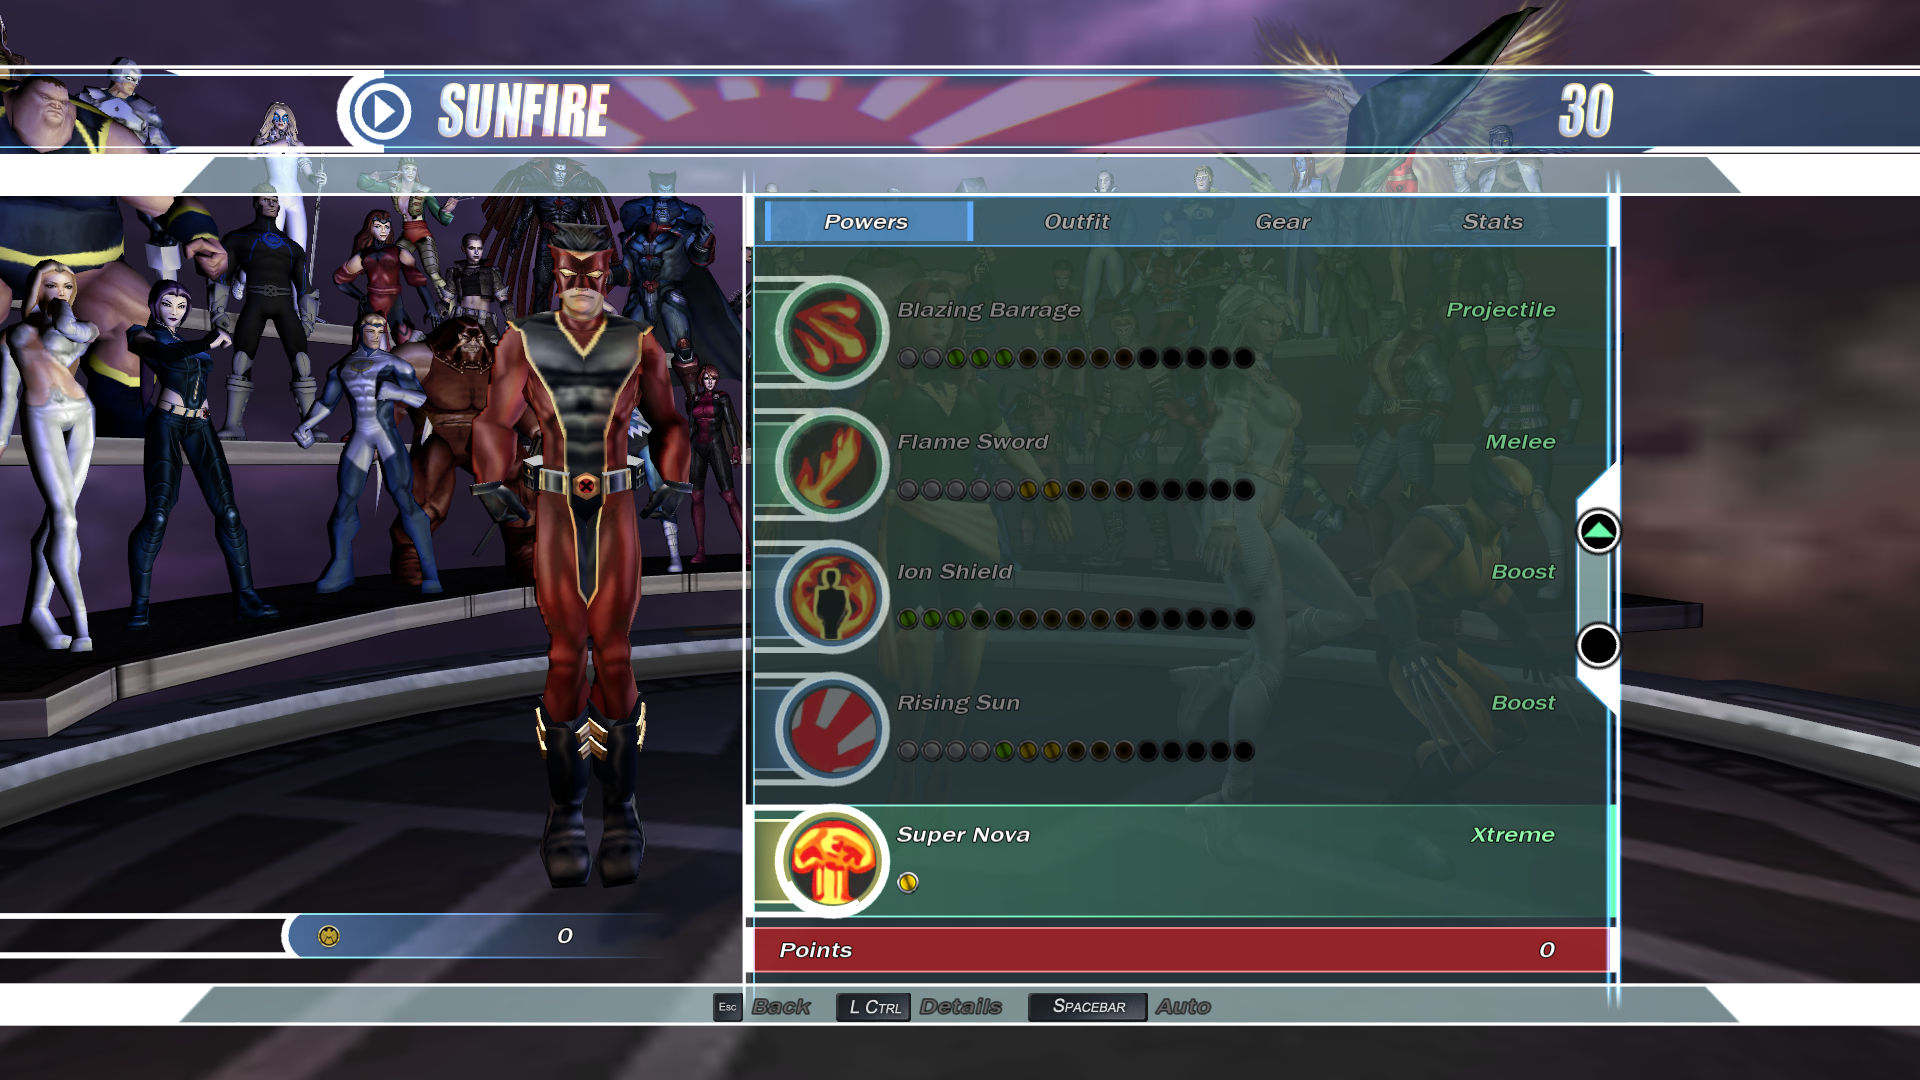 SUNFIRE
30
Powers Outfit Gear Stats
Blazing Barrage Projectile
Flame Sword Melee
Ion Shield Boost
Rising Sun Boost
Super Nova Xtreme
0
Points 0
Esc Back L CTRL Details SPACEBAR Auto